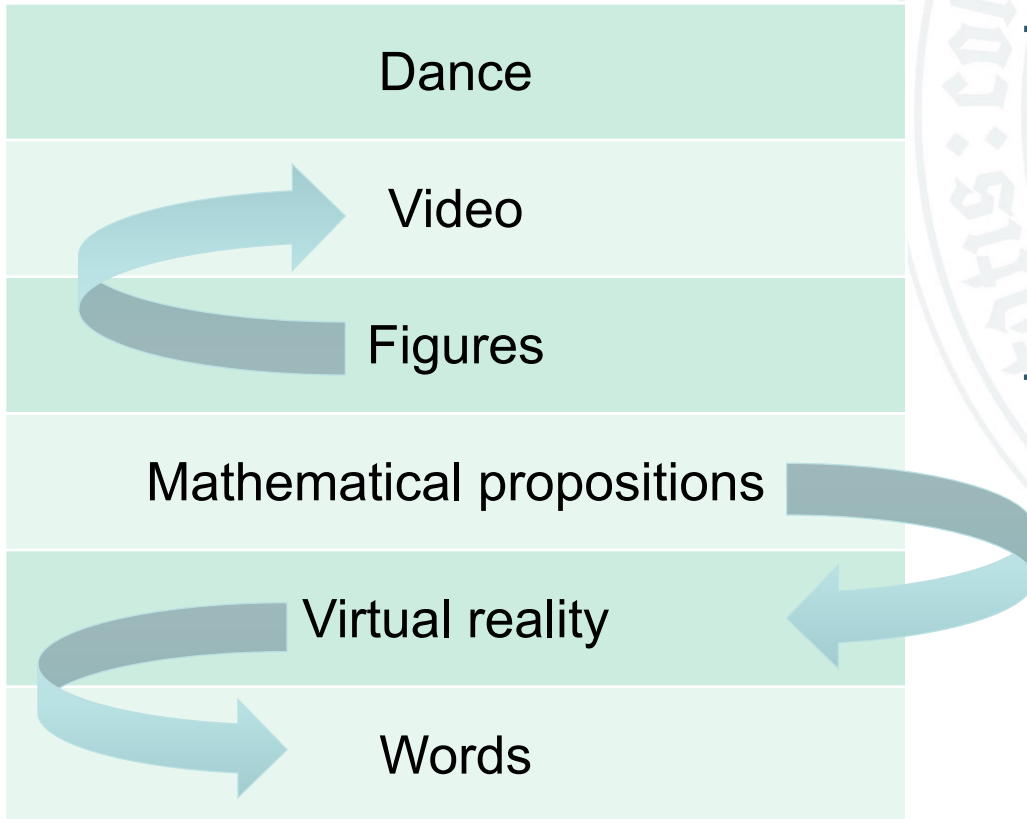 Dance
Video
Figures
Mathematical propositions
Virtual reality
Words